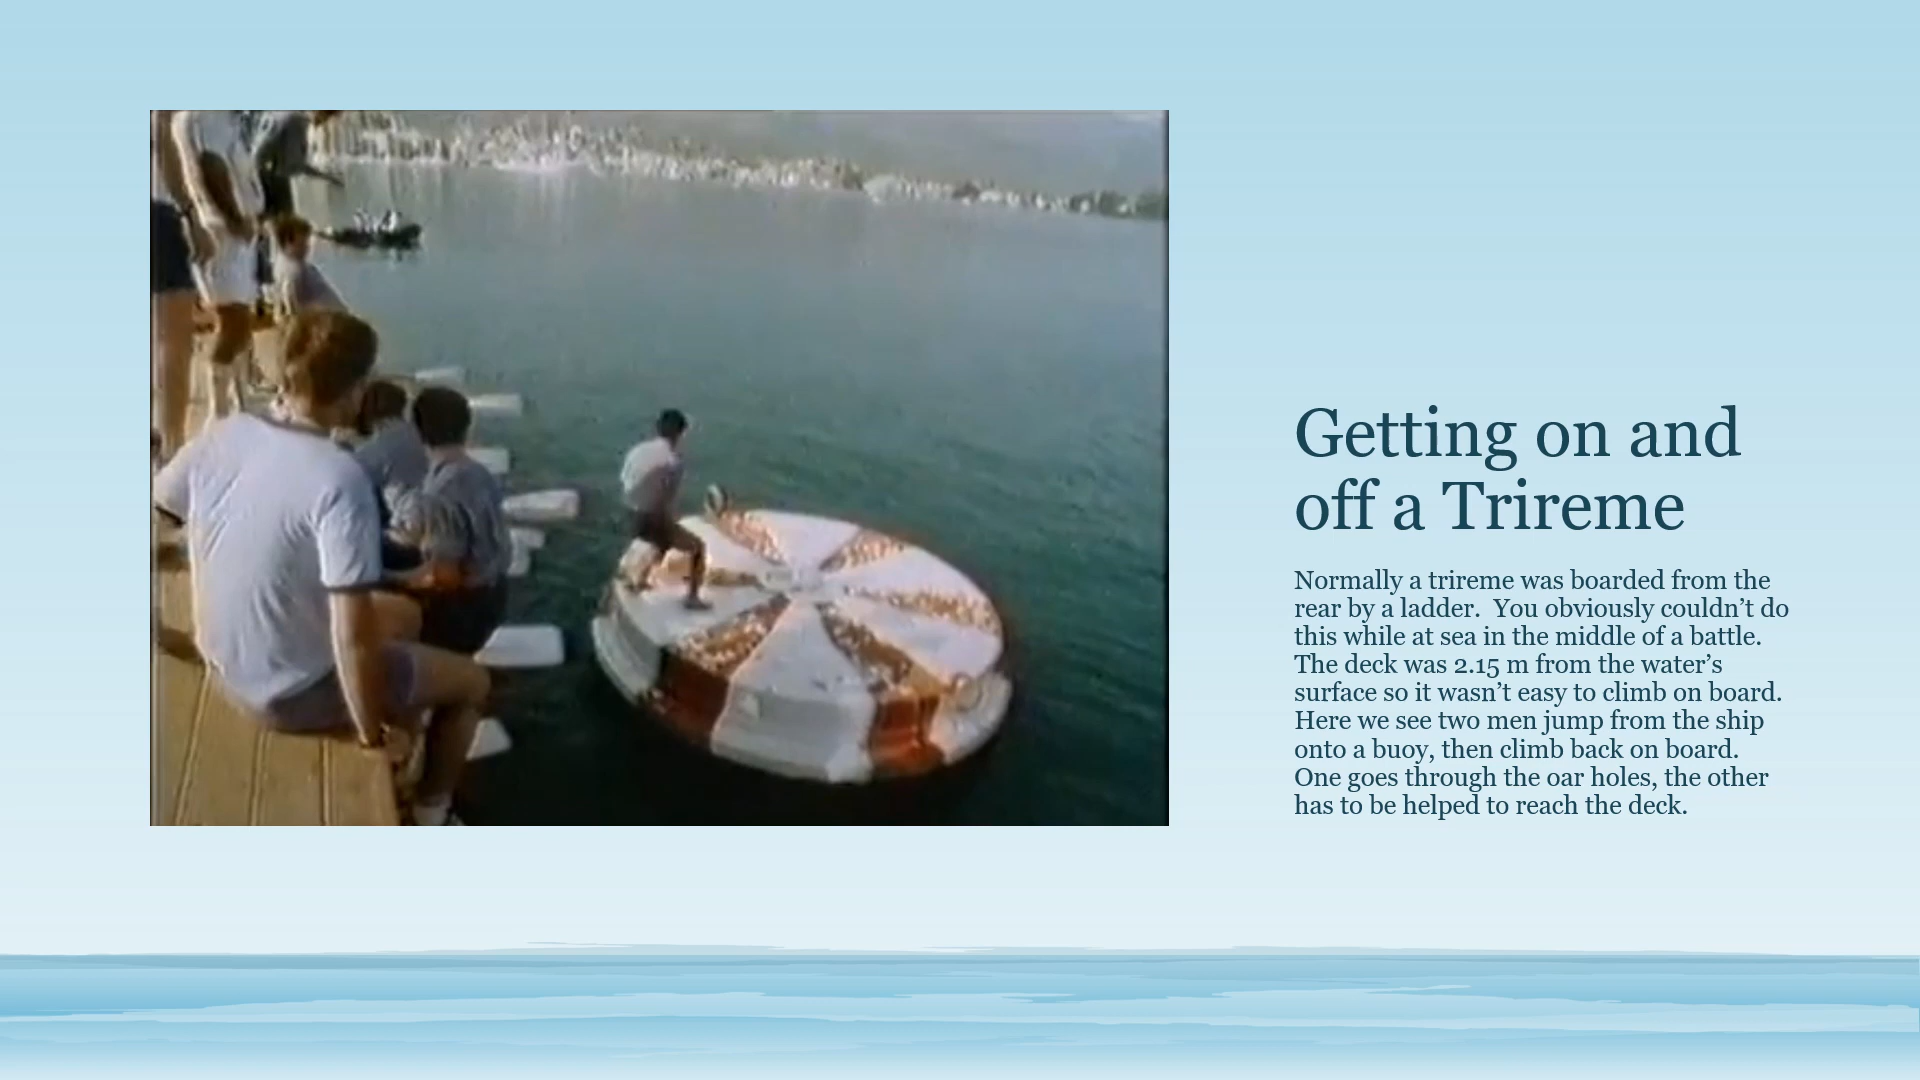 Getting on and
off a Trireme
Normally a trireme was boarded from the
rear by a ladder.  You obviously couldn’t do
this while at sea in the middle of a battle.
The deck was 2.15 m from the water’s
surface so it wasn’t easy to climb on board.
Here we see two men jump from the ship
onto a buoy, then climb back on board.
One goes through the oar holes, the other
has to be helped to reach the deck.